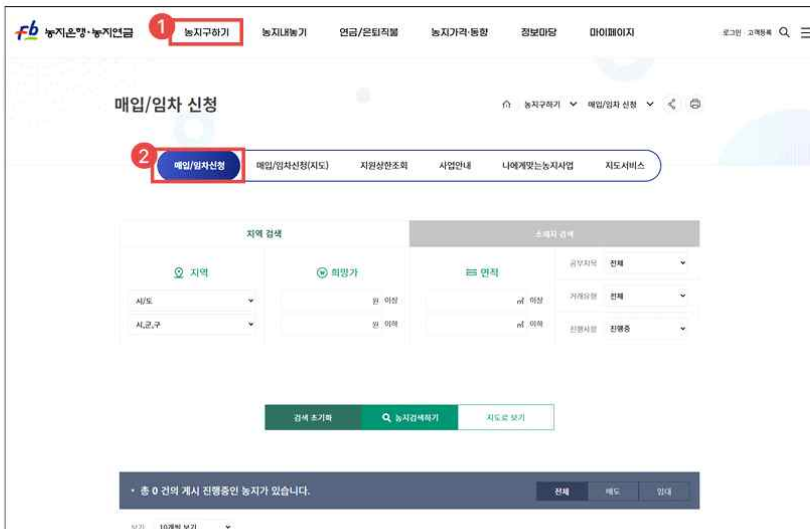 fb 농지은행·농지연금
1 농지구하기 농지내놓기 연금/은퇴직불 농지가격·동향 정보마당 마이페이지 로그인 고객등록
매입/임차 신청
농지구하기 매입/임차 신청
2 매입/임차신청 매입/임차신청(지도) 지원상한조회 사업안내 나에게맞는농지사업 지도서비스
지역 검색 소재지 검색
지역 희망가 면적 공부지목 전체
시/도 원 이상 ㎡ 이상 거래유형 전체
시,군,구 원 이하 ㎡ 이하 진행사항 진행중
검색 초기화 농지검색하기 지도로 보기
• 총 0 건의 게시 진행중인 농지가 있습니다. 전체 매도 임대
보기 10개씩 보기